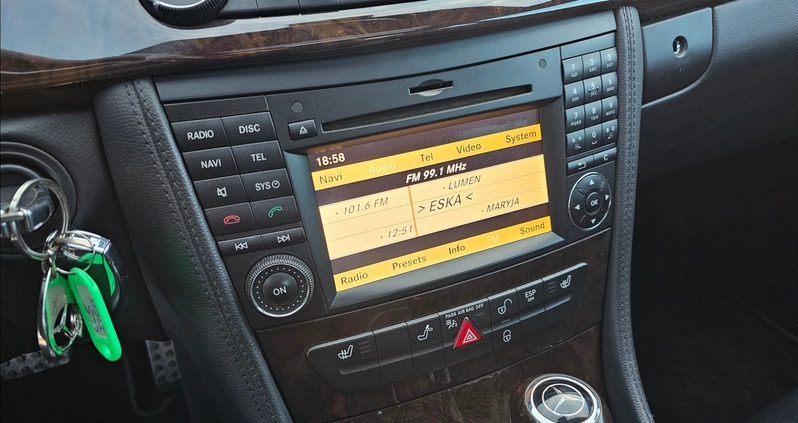 RADIO DISC
NAVI TEL
SYS
18:58
Navi Audio Tel Video System
FM 99.1 MHz
· 101.6 FM · LUMEN
> ESKA <
· 12:51 · MARYJA
Radio Presets Info FM Sound
ON
OK
C
PASS AIR BAG OFF
ESP
OFF